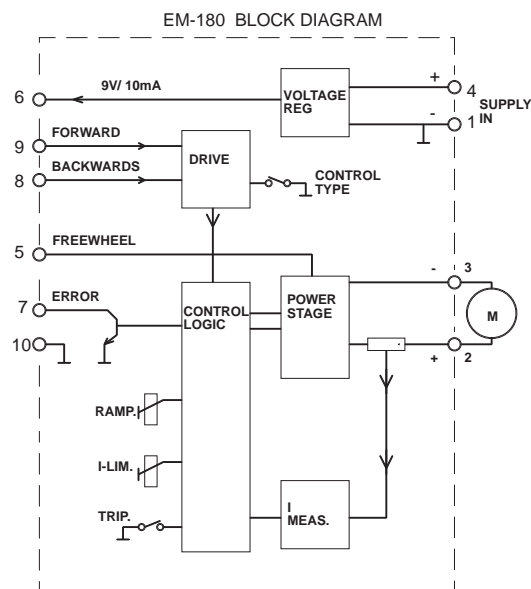 EM-180 BLOCK DIAGRAM
9V/ 10mA
6
VOLTAGE
REG
+
4
-
1
SUPPLY
IN
9
FORWARD
8
BACKWARDS
DRIVE
CONTROL
TYPE
5
FREEWHEEL
7
ERROR
10
CONTROL
LOGIC
POWER
STAGE
-
3
M
+
2
RAMP.
I-LIM.
TRIP.
I
MEAS.